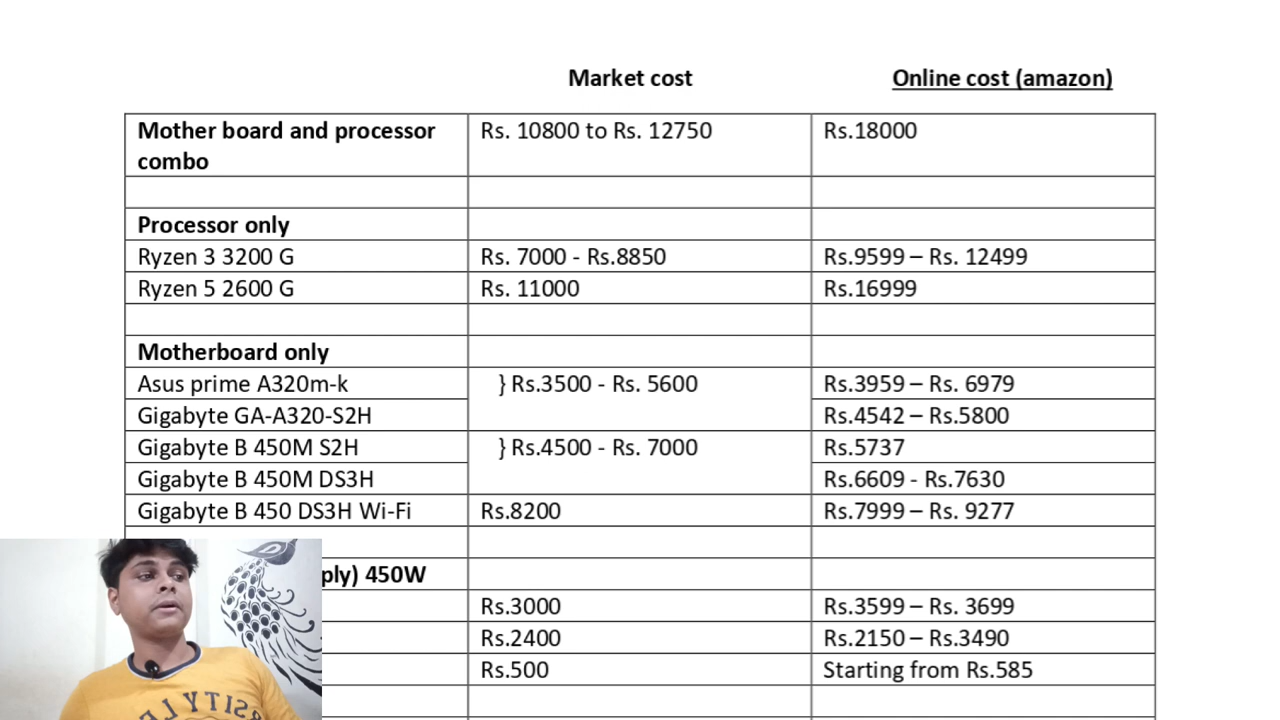 Market cost Online cost (amazon)
Mother board and processor combo Rs. 10800 to Rs. 12750 Rs.18000
Processor only
Ryzen 3 3200 G Rs. 7000 - Rs.8850 Rs.9599 – Rs. 12499
Ryzen 5 2600 G Rs. 11000 Rs.16999
Motherboard only
Asus prime A320m-k } Rs.3500 - Rs. 5600 Rs.3959 – Rs. 6979
Gigabyte GA-A320-S2H Rs.4542 – Rs.5800
Gigabyte B 450M S2H } Rs.4500 - Rs. 7000 Rs.5737
Gigabyte B 450M DS3H Rs.6609 - Rs.7630
Gigabyte B 450 DS3H Wi-Fi Rs.8200 Rs.7999 – Rs. 9277
ply) 450W
Rs.3000 Rs.3599 – Rs. 3699
Rs.2400 Rs.2150 – Rs.3490
Rs.500 Starting from Rs.585